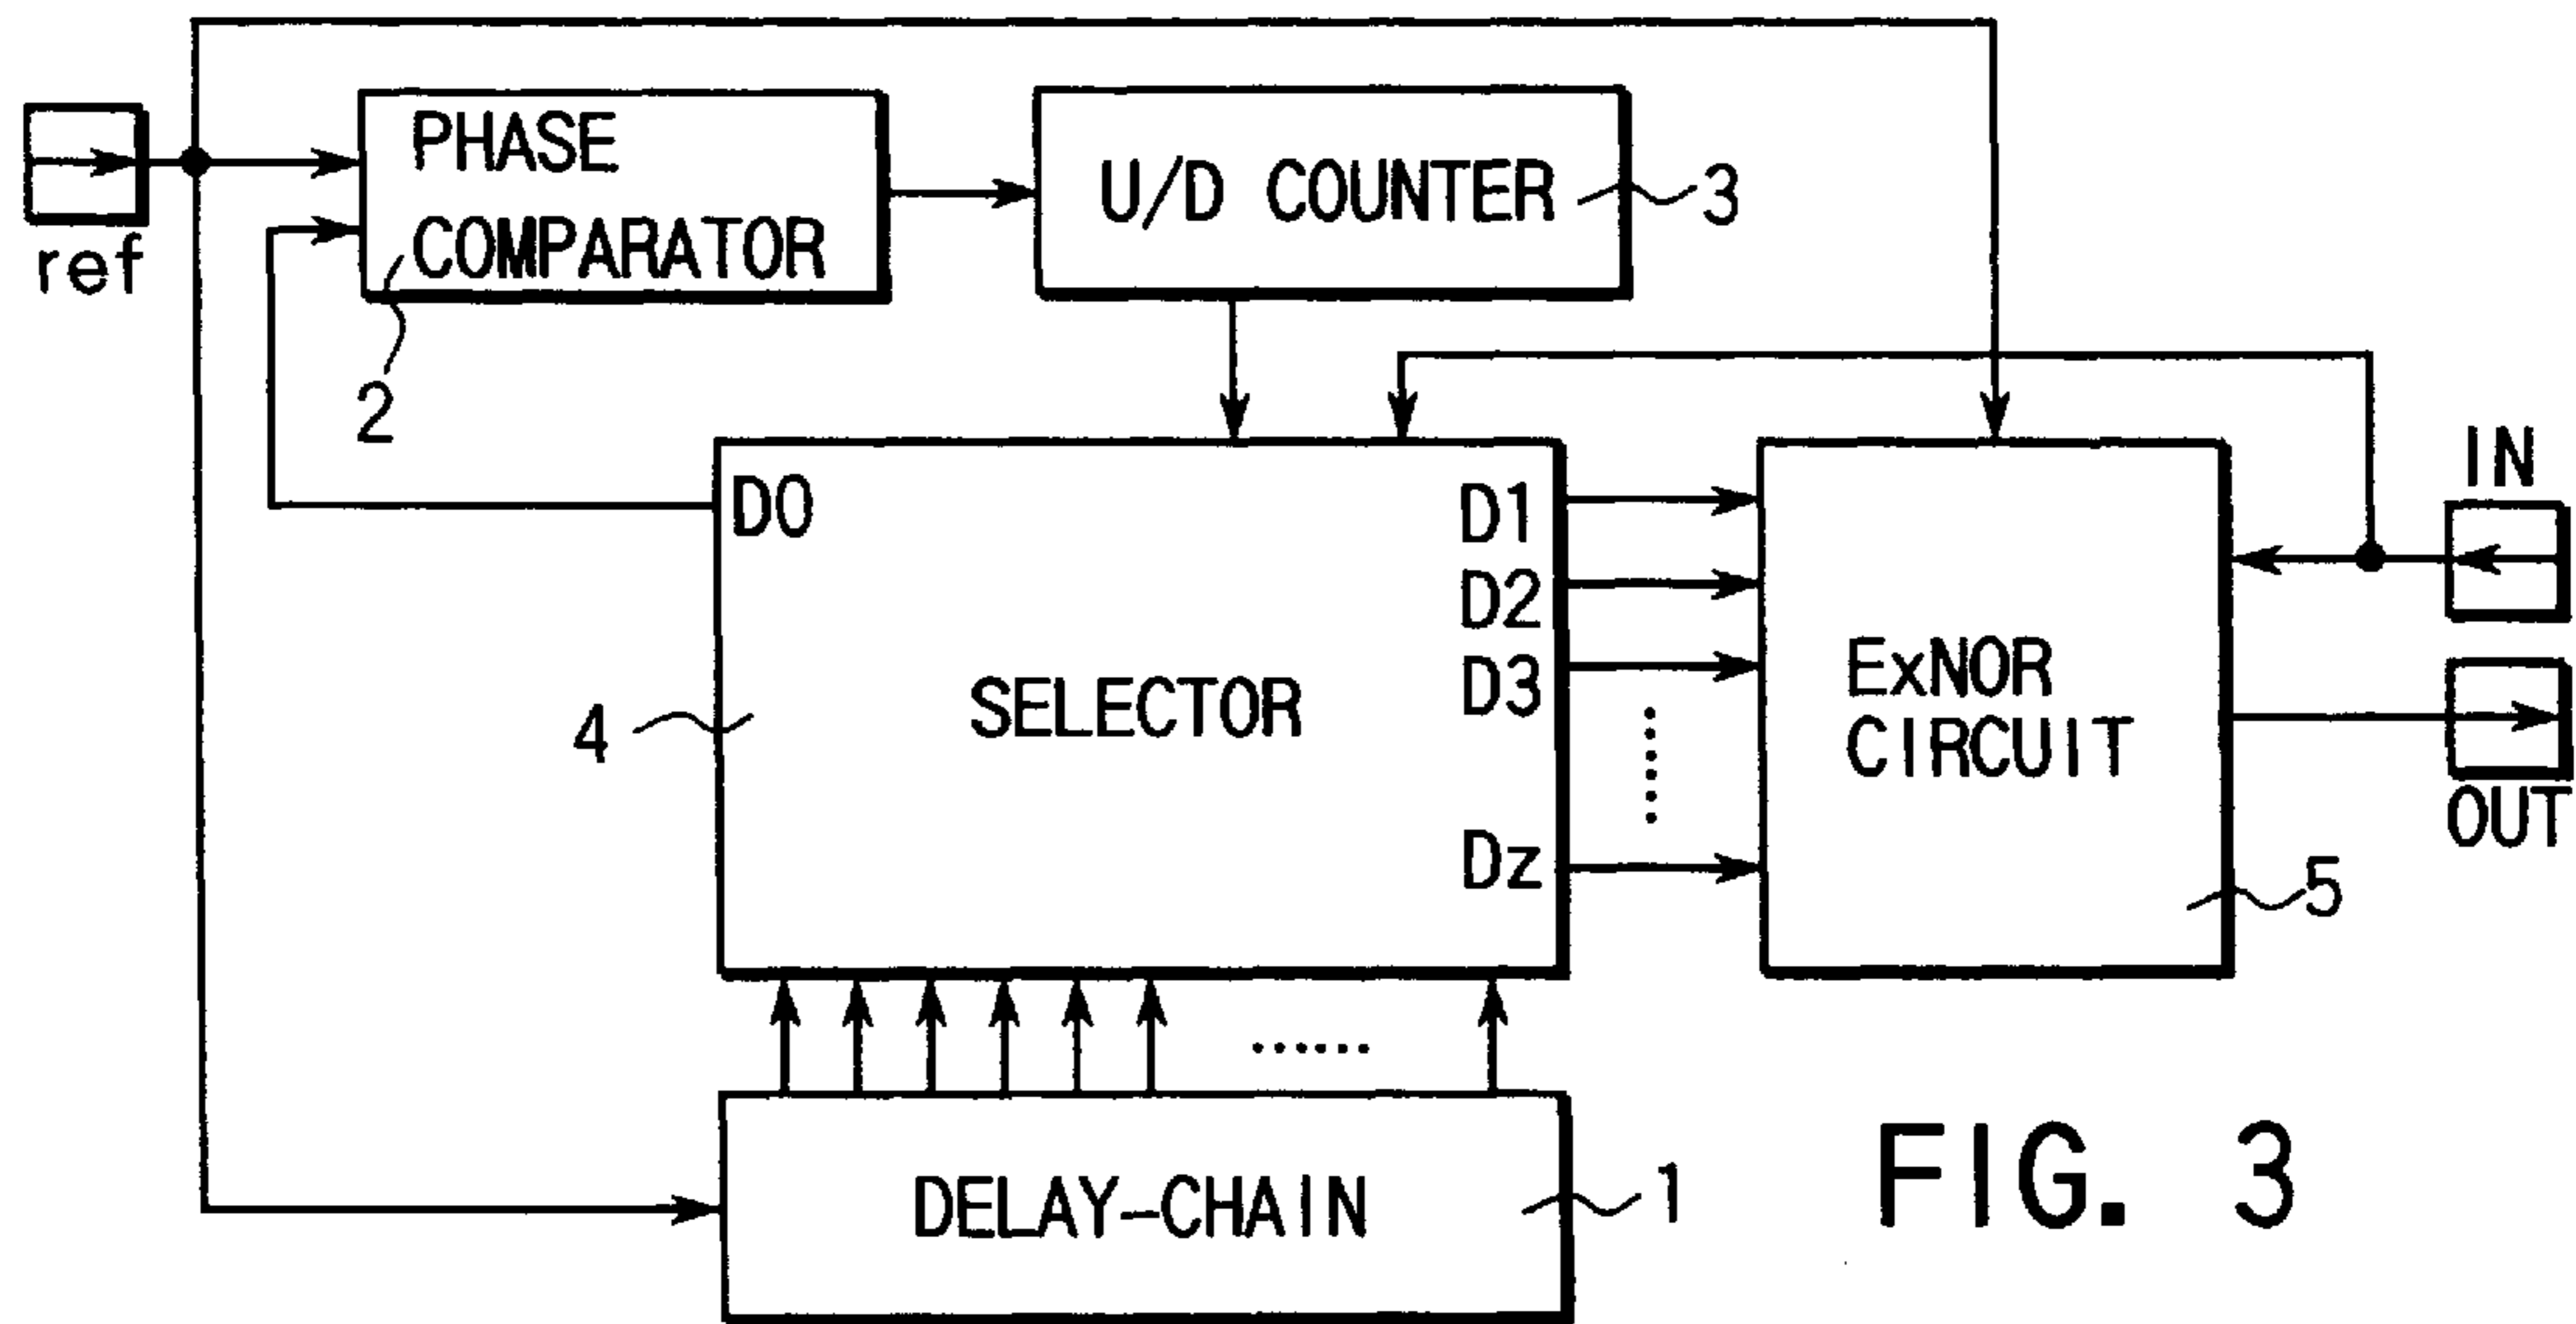 ref
PHASE
COMPARATOR
2
U/D COUNTER
3
D0
SELECTOR
4
D1
D2
D3
Dz
ExNOR
CIRCUIT
5
IN
OUT
DELAY-CHAIN
1
FIG. 3